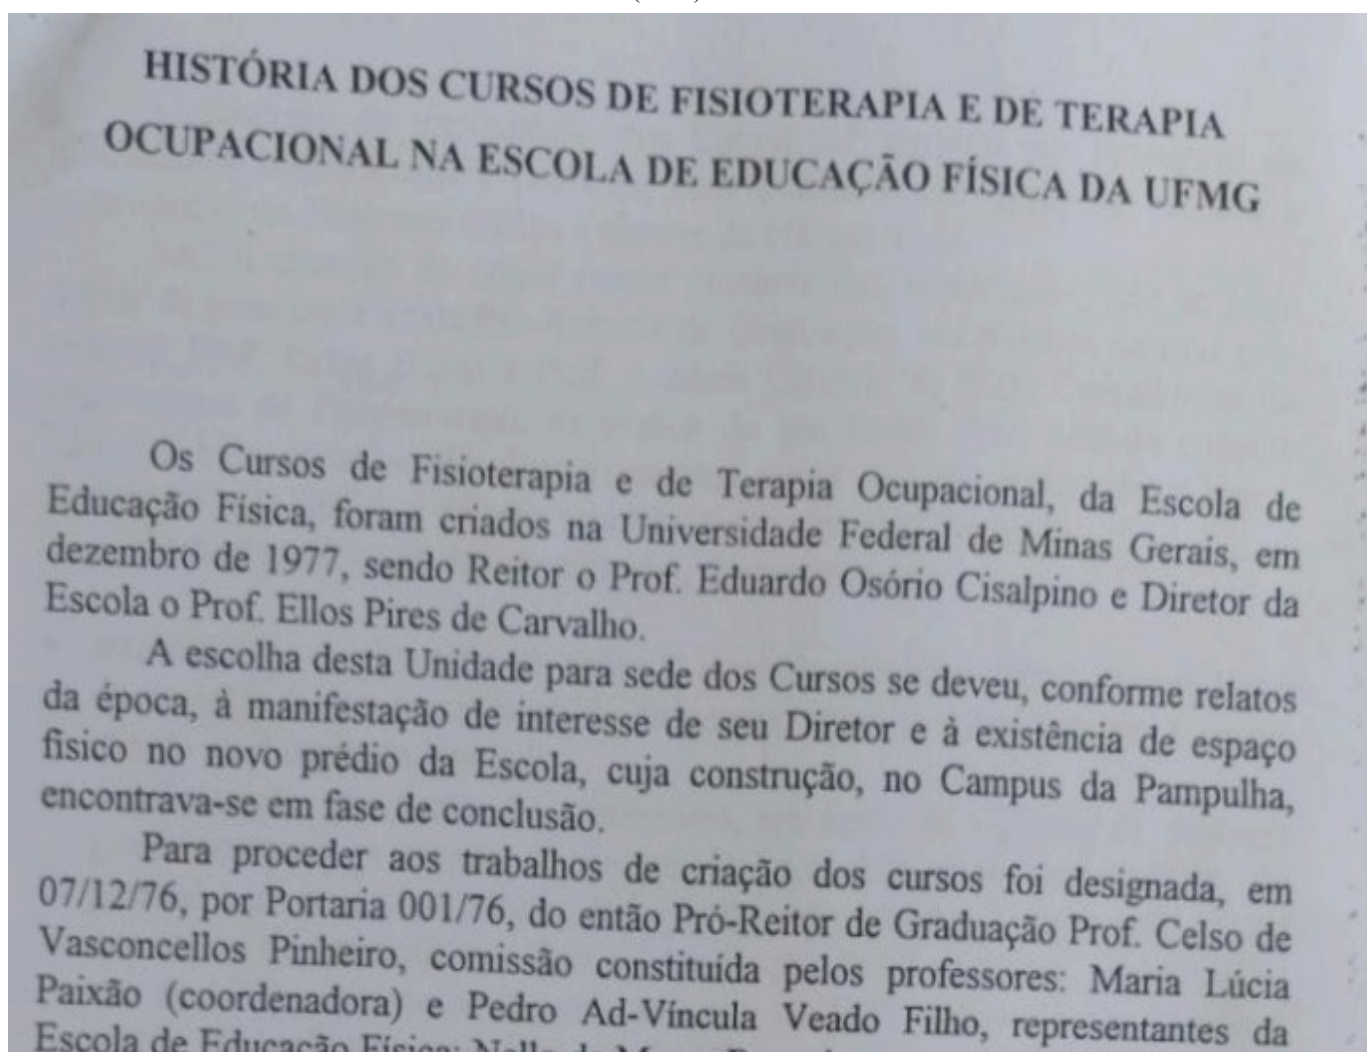 HISTÓRIA DOS CURSOS DE FISIOTERAPIA E DE TERAPIA
OCUPACIONAL NA ESCOLA DE EDUCAÇÃO FÍSICA DA UFMG
Os Cursos de Fisioterapia e de Terapia Ocupacional, da Escola de
Educação Física, foram criados na Universidade Federal de Minas Gerais, em
dezembro de 1977, sendo Reitor o Prof. Eduardo Osório Cisalpino e Diretor da
Escola o Prof. Ellos Pires de Carvalho.
A escolha desta Unidade para sede dos Cursos se deveu, conforme relatos
da época, à manifestação de interesse de seu Diretor e à existência de espaço
fisico no novo prédio da Escola, cuja construção, no Campus da Pampulha,
encontrava-se em fase de conclusão.
Para proceder aos trabalhos de criação dos cursos foi designada, em
07/12/76, por Portaria 001/76, do então Pró-Reitor de Graduação Prof. Celso de
Vasconcellos Pinheiro, comissão constituída pelos professores: Maria Lúcia
Paixão (coordenadora) e Pedro Ad-Víncula Veado Filho, representantes da
Escola de Educação Física;